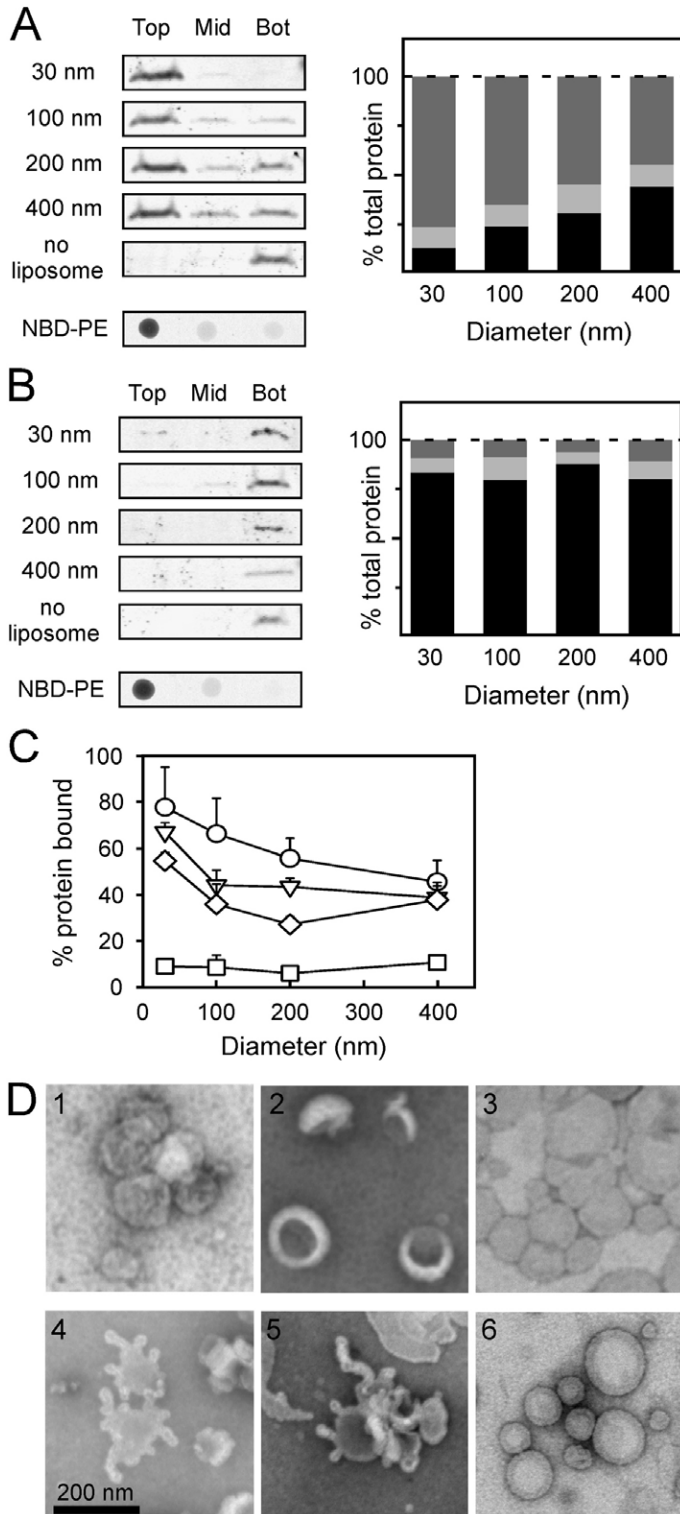 A
Top Mid Bot
30 nm
100 nm
200 nm
400 nm
no
liposome
NBD-PE
100
% total protein
30 100 200 400
Diameter (nm)
B
Top Mid Bot
30 nm
100 nm
200 nm
400 nm
no
liposome
NBD-PE
100
% total protein
30 100 200 400
Diameter (nm)
C
100
80
60
40
20
0
% protein bound
0 100 200 300 400
Diameter (nm)
D
1 2 3
4 5 6
200 nm